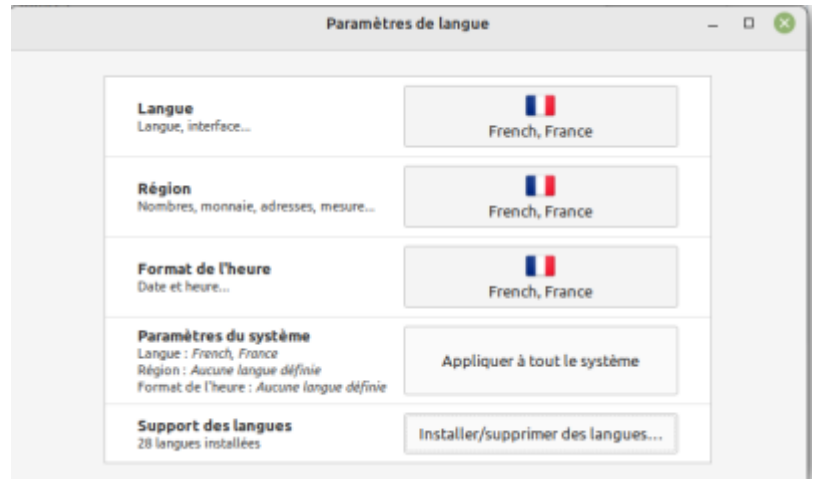 Paramètres de langue
Langue
Langue, interface...
French, France
Région
Nombres, monnaie, adresses, mesure...
French, France
Format de l'heure
Date et heure...
French, France
Paramètres du système
Langue : French, France
Région : Aucune langue définie
Format de l'heure : Aucune langue définie
Appliquer à tout le système
Support des langues
28 langues installées
Installer/supprimer des langues...